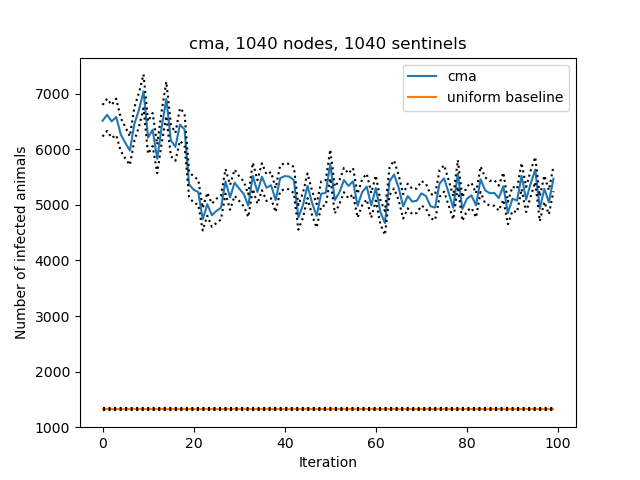 cma, 1040 nodes, 1040 sentinels
cma
uniform baseline
7000
6000
5000
4000
3000
2000
1000
Number of infected animals
0 20 40 60 80 100
Iteration